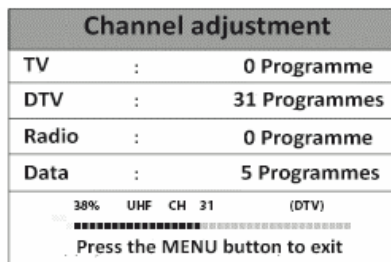 Channel adjustment
TV : 0 Programme
DTV : 31 Programmes
Radio : 0 Programme
Data : 5 Programmes
38% UHF CH 31 (DTV)
Press the MENU button to exit